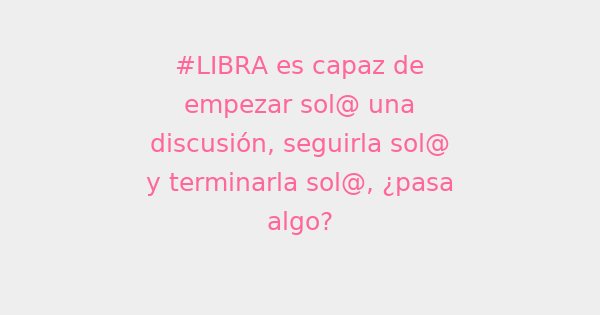 #LIBRA es capaz de
empezar sol@ una
discusión, seguirla sol@
y terminarla sol@, ¿pasa
algo?